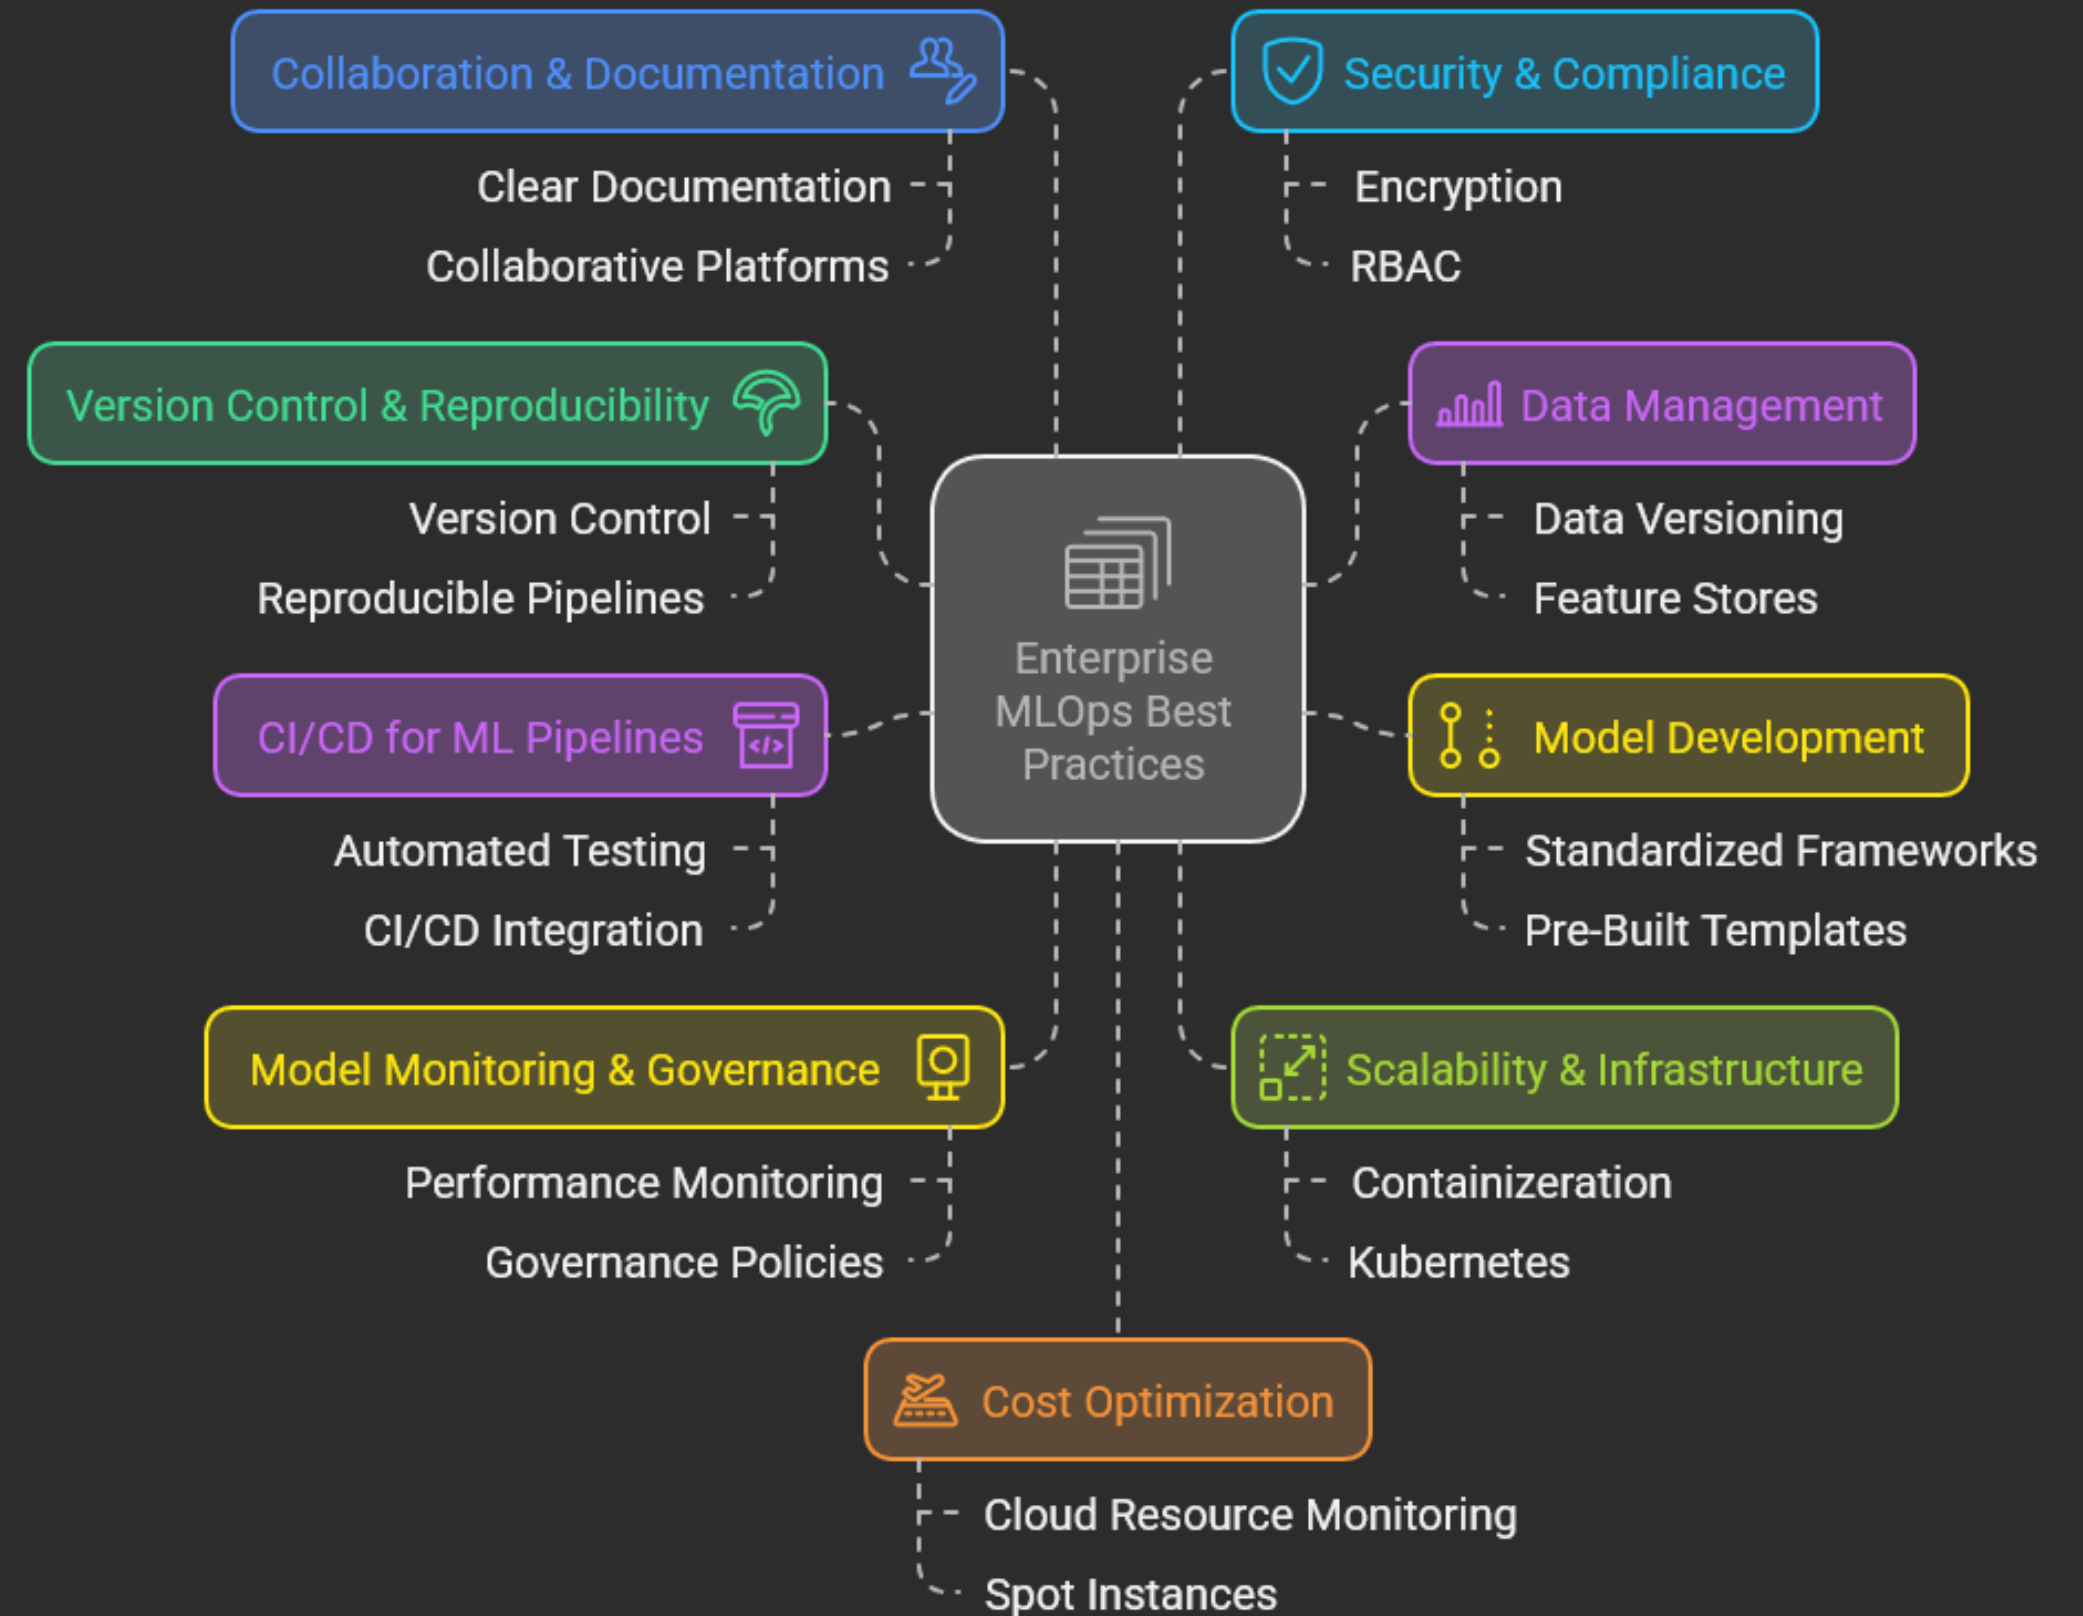 Collaboration & Documentation
Clear Documentation
Collaborative Platforms
Security & Compliance
Encryption
RBAC
Version Control & Reproducibility
Version Control
Reproducible Pipelines
Data Management
Data Versioning
Feature Stores
Enterprise
MLOps Best
Practices
CI/CD for ML Pipelines
Automated Testing
CI/CD Integration
Model Development
Standardized Frameworks
Pre-Built Templates
Model Monitoring & Governance
Performance Monitoring
Governance Policies
Scalability & Infrastructure
Containizeration
Kubernetes
Cost Optimization
Cloud Resource Monitoring
Spot Instances